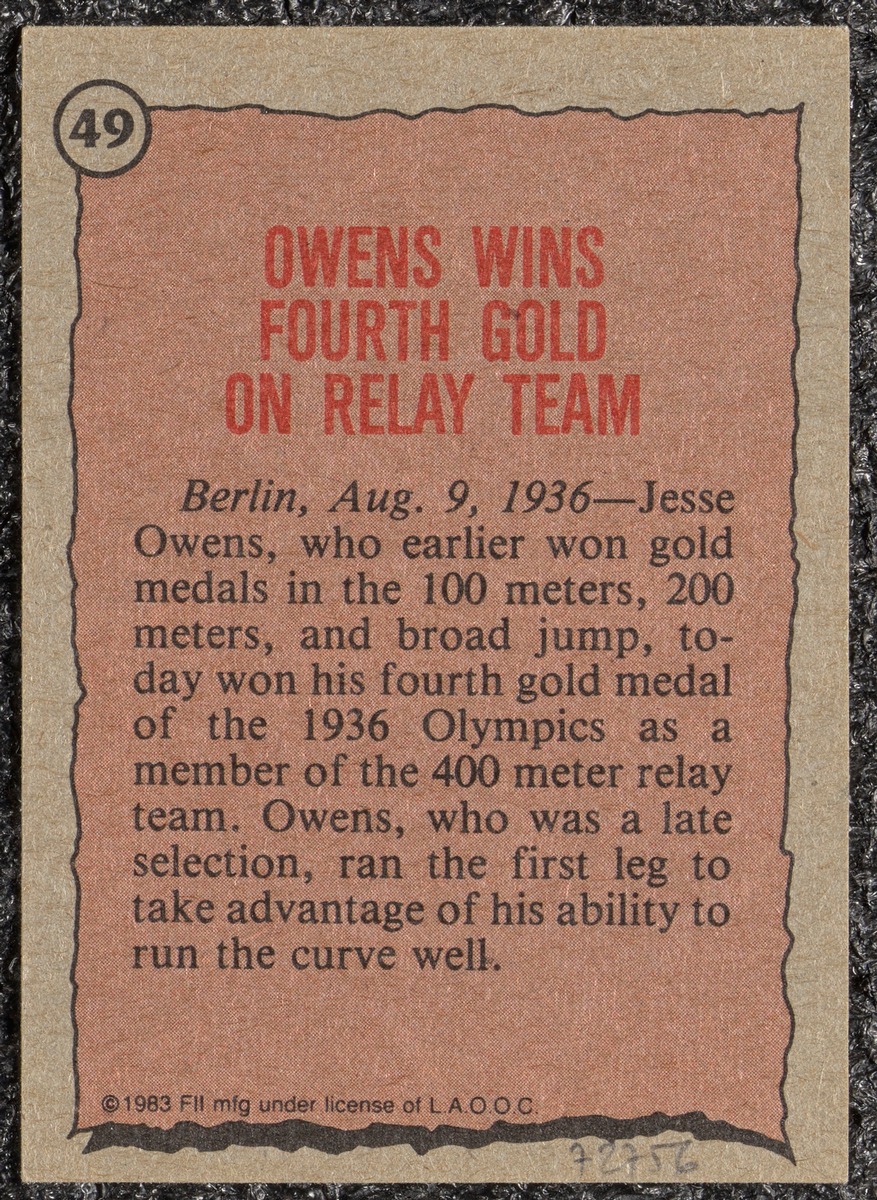 49
OWENS WINS
FOURTH GOLD
ON RELAY TEAM
Berlin, Aug. 9, 1936—Jesse
Owens, who earlier won gold
medals in the 100 meters, 200
meters, and broad jump, to-
day won his fourth gold medal
of the 1936 Olympics as a
member of the 400 meter relay
team. Owens, who was a late
selection, ran the first leg to
take advantage of his ability to
run the curve well.
©1983 FII mfg under license of L.A.O.O.C.
72756